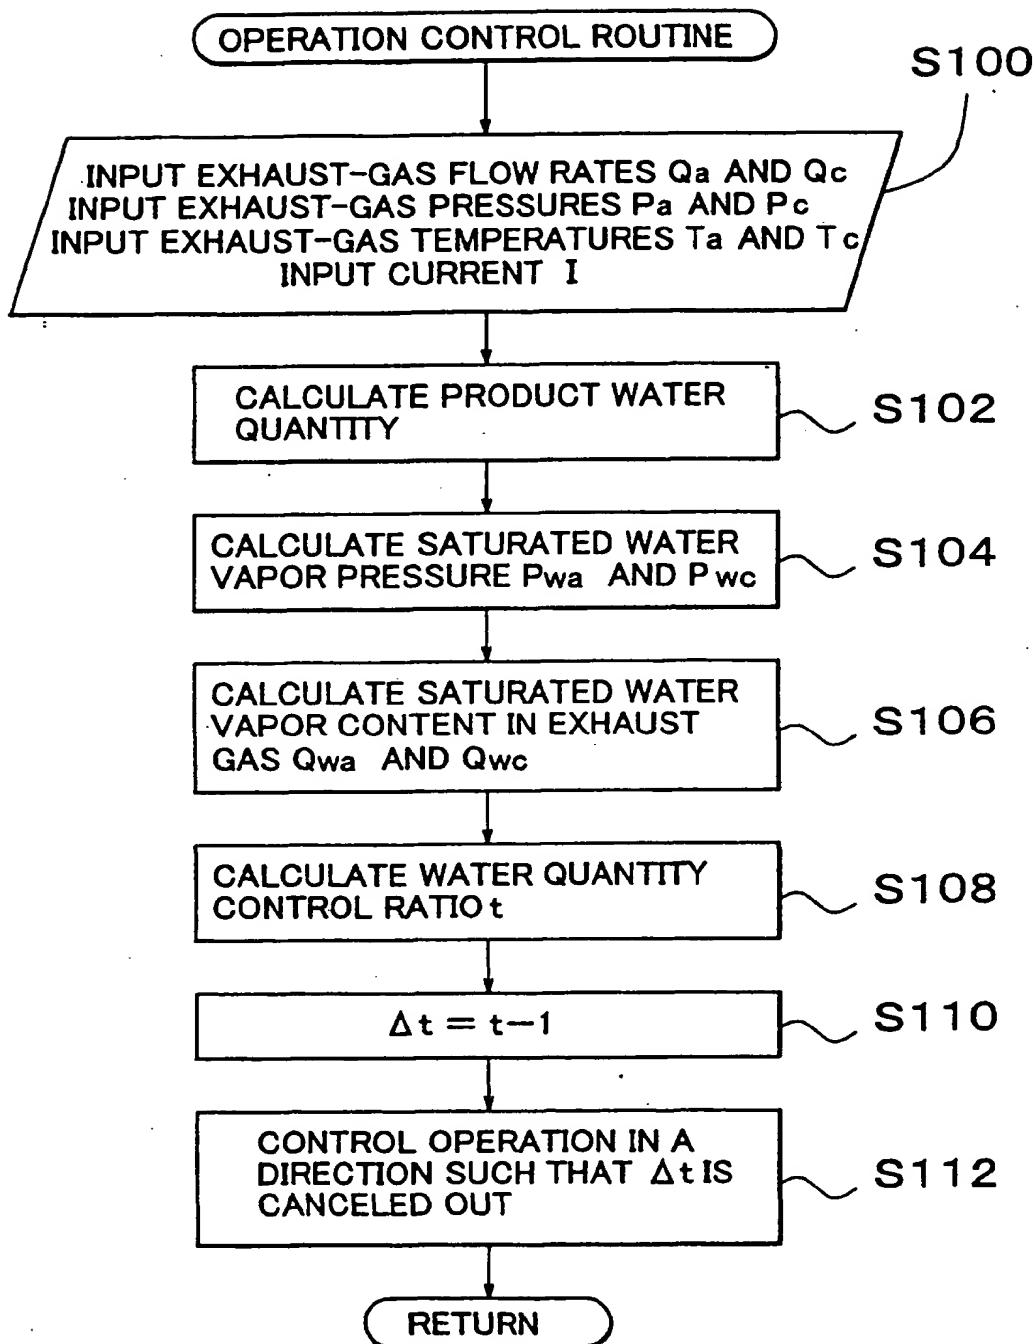 OPERATION CONTROL ROUTINE
S100
INPUT EXHAUST-GAS FLOW RATES Qa AND Qc
INPUT EXHAUST-GAS PRESSURES Pa AND Pc
INPUT EXHAUST-GAS TEMPERATURES Ta AND Tc
INPUT CURRENT I
CALCULATE PRODUCT WATER
QUANTITY
S102
CALCULATE SATURATED WATER
VAPOR PRESSURE Pwa AND Pwc
S104
CALCULATE SATURATED WATER
VAPOR CONTENT IN EXHAUST
GAS Qwa AND Qwc
S106
CALCULATE WATER QUANTITY
CONTROL RATIO t
S108
Δt = t-1
S110
CONTROL OPERATION IN A
DIRECTION SUCH THAT Δt IS
CANCELED OUT
S112
RETURN